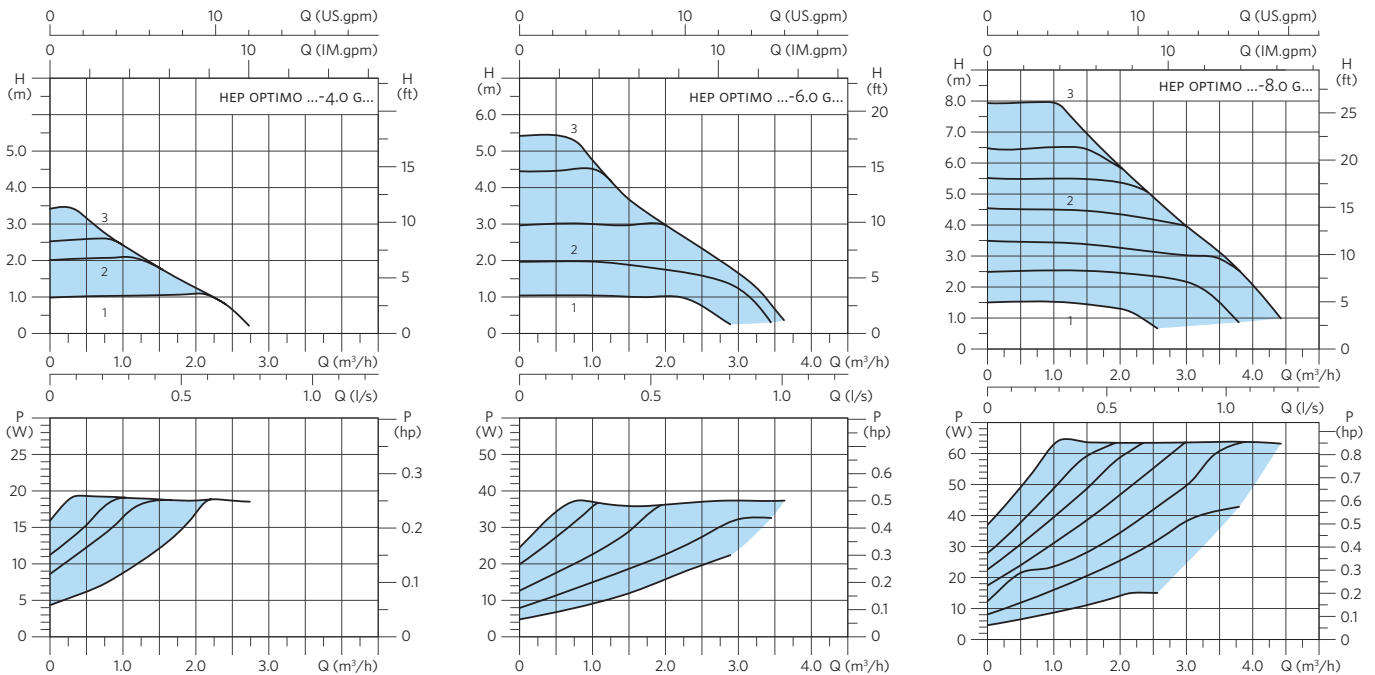 0 10 Q (US.gpm)
0 10 Q (IM.gpm)
H (m) H (ft)
HEP OPTIMO ...-4.0 G...
5.0 15
4.0
3.0 3 10
2.0 2 5
1.0 1
0 0
0 1.0 2.0 3.0 Q (m³/h)
0 0.5 1.0 Q (l/s)
P (W) P (hp)
25 0.3
20
15 0.2
10 0.1
5
0 0
0 1.0 2.0 3.0 Q (m³/h)
0 10 Q (US.gpm)
0 10 Q (IM.gpm)
H (m) H (ft)
HEP OPTIMO ...-6.0 G...
6.0 20
5.0 3 15
4.0
3.0 10
2.0 2 5
1.0 1
0 0
0 1.0 2.0 3.0 4.0 Q (m³/h)
0 0.5 1.0 Q (l/s)
P (W) P (hp)
50 0.6
40 0.5
30 0.4
20 0.3
0.2
10 0.1
0 0
0 1.0 2.0 3.0 4.0 Q (m³/h)
0 10 Q (US.gpm)
0 10 Q (IM.gpm)
H (m) H (ft)
HEP OPTIMO ...-8.0 G...
8.0 3 25
7.0
6.0 20
5.0 2 15
4.0
3.0 10
2.0
1.0 1 5
0 0
0 1.0 2.0 3.0 4.0 Q (m³/h)
0 0.5 1.0 Q (l/s)
P (W) P (hp)
60 0.8
50 0.7
0.6
40 0.5
30 0.4
0.3
20 0.2
10 0.1
0 0
0 1.0 2.0 3.0 4.0 Q (m³/h)